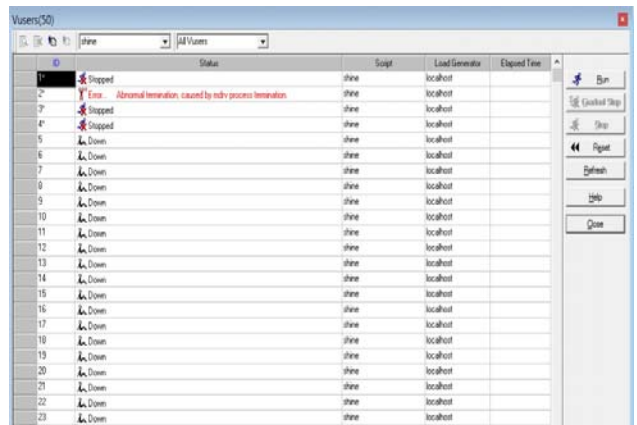 Vusers(50)
shine All Vusers
ID Status Script Load Generator Elapsed Time
1* Stopped shine localhost
2* Error... Abnormal termination, caused by mdrv process termination. shine localhost
3* Stopped shine localhost
4* Stopped shine localhost
5 Down shine localhost
6 Down shine localhost
7 Down shine localhost
8 Down shine localhost
9 Down shine localhost
10 Down shine localhost
11 Down shine localhost
12 Down shine localhost
13 Down shine localhost
14 Down shine localhost
15 Down shine localhost
16 Down shine localhost
17 Down shine localhost
18 Down shine localhost
19 Down shine localhost
20 Down shine localhost
21 Down shine localhost
22 Down shine localhost
23 Down shine localhost
Run
Gradual Stop
Stop
Reset
Refresh
Help
Close